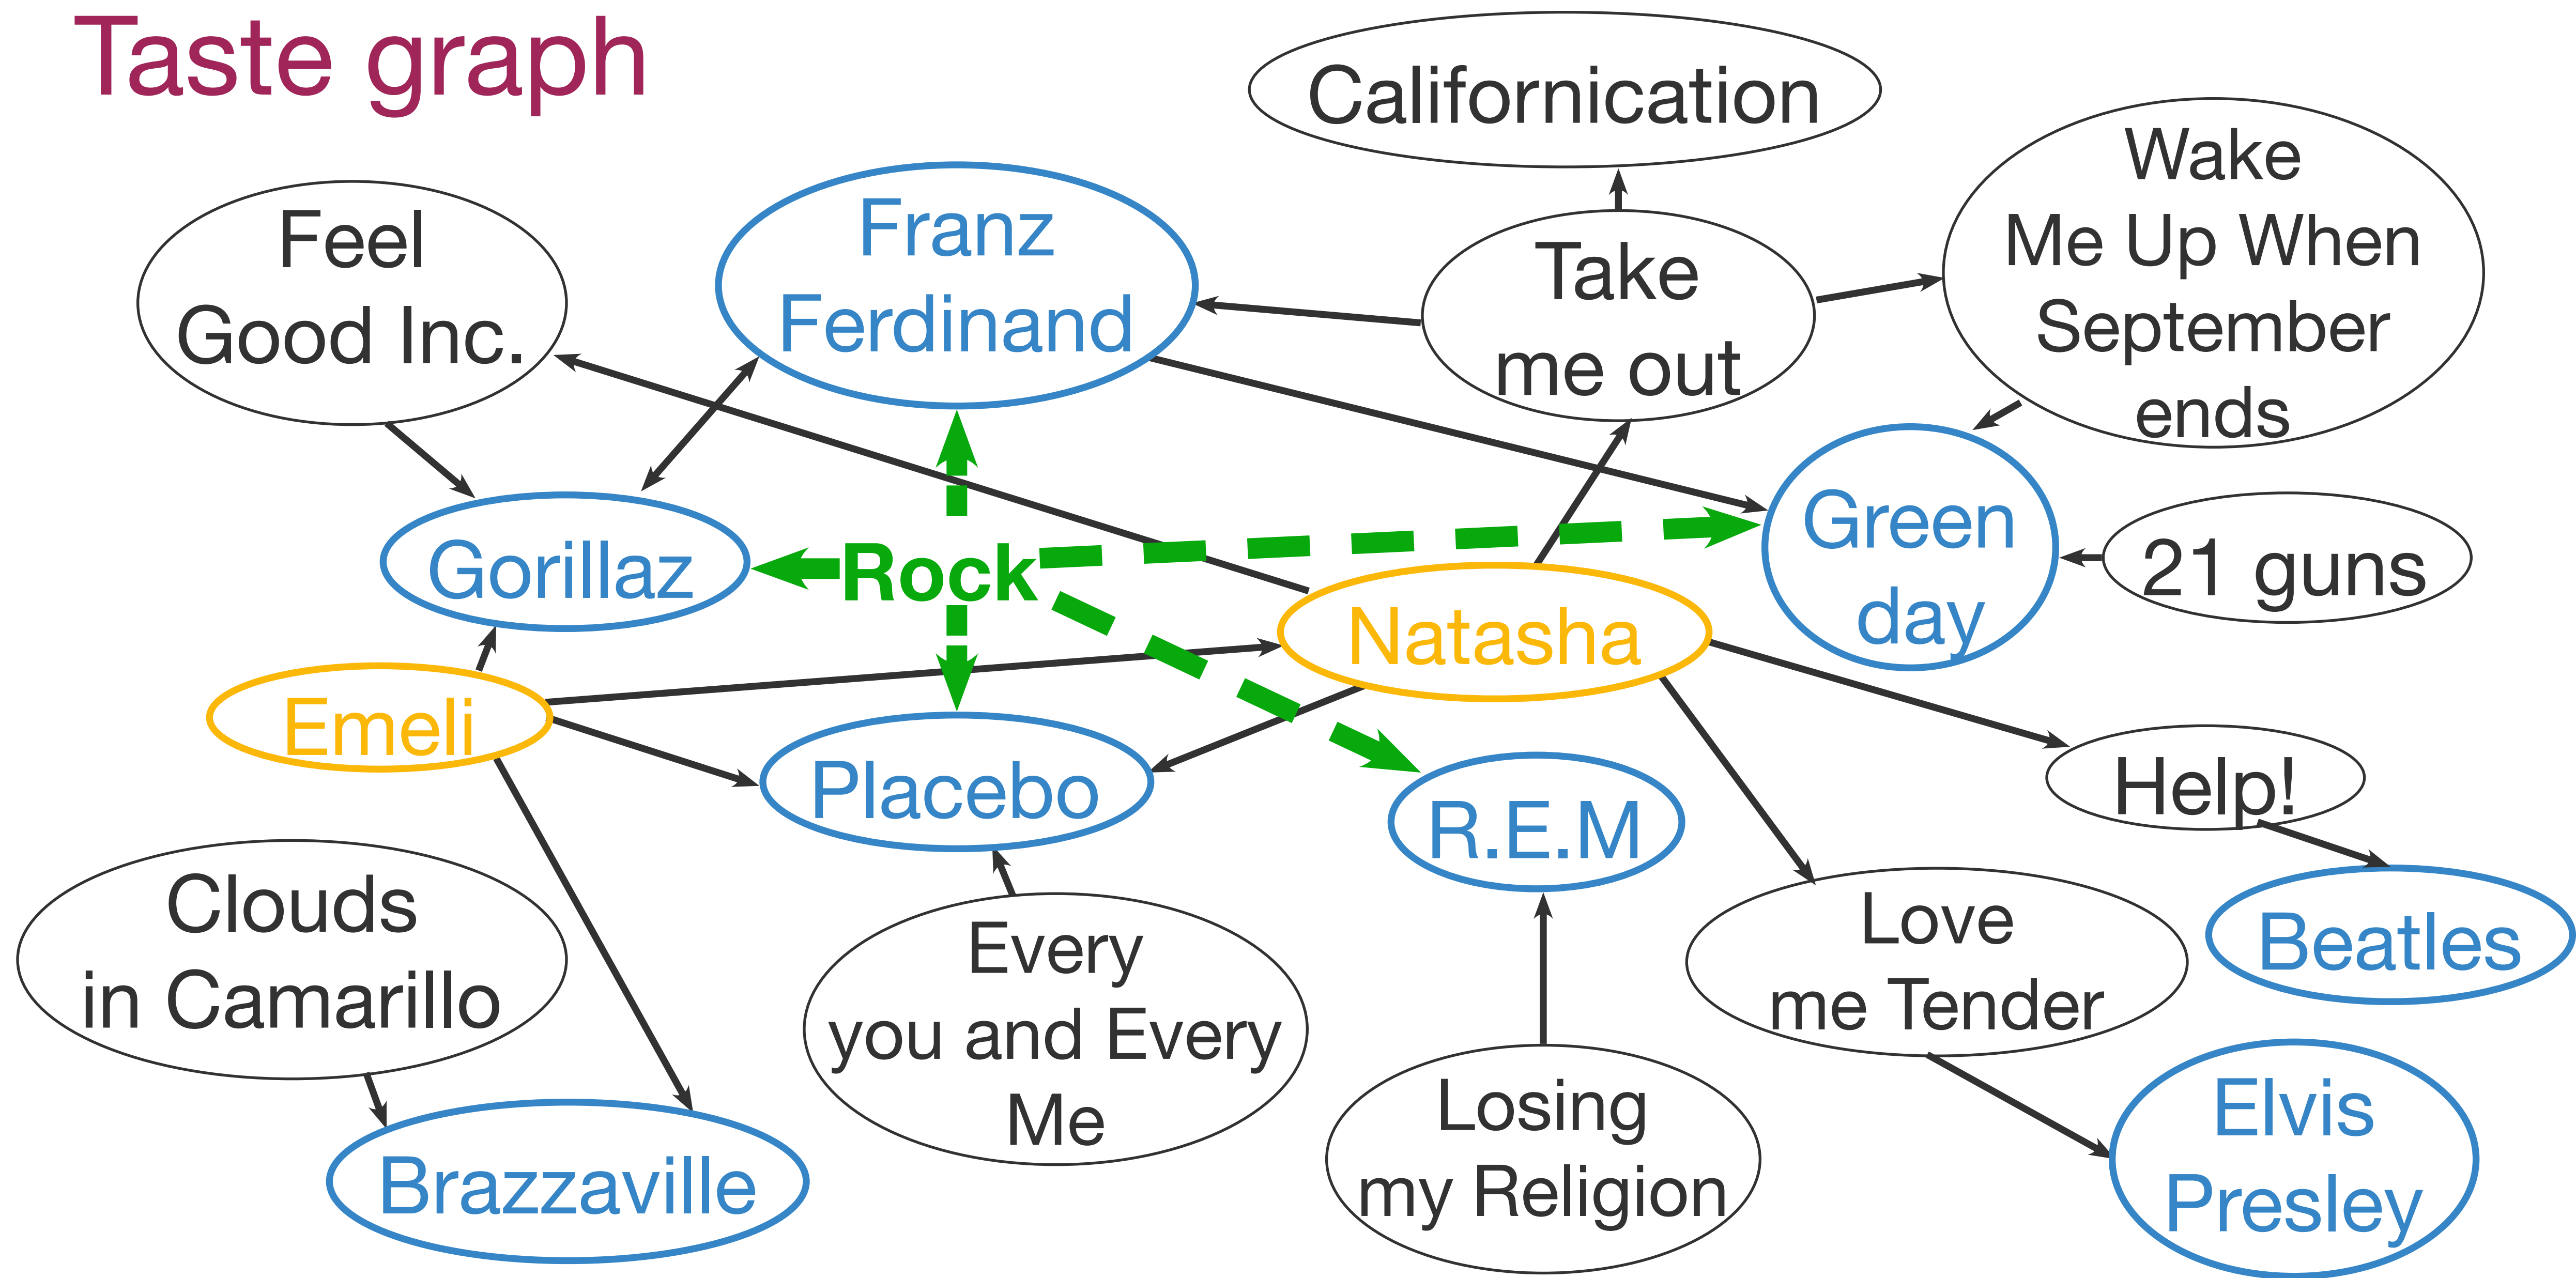 Taste graph
Californication
Wake
Me Up When
September
ends
Feel
Good Inc.
Franz
Ferdinand
Take
me out
Gorillaz
Rock
Green
day
21 guns
Natasha
Emeli
Placebo
R.E.M
Help!
Clouds
in Camarillo
Every
you and Every
Me
Love
me Tender
Beatles
Losing
my Religion
Elvis
Presley
Brazzaville